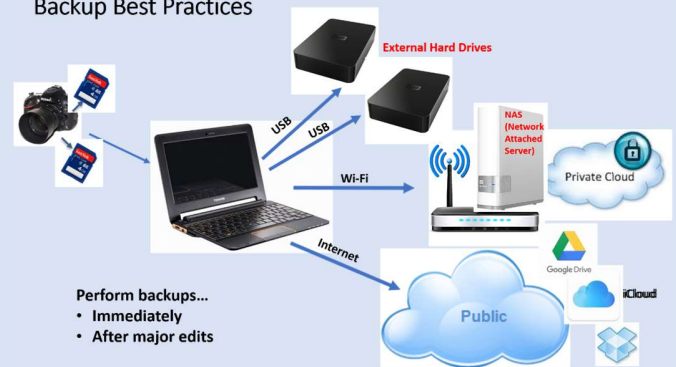 Backup Best Practices
External Hard Drives
USB
USB
NAS
(Network
Attached
Server)
Private Cloud
Wi-Fi
Internet
Google Drive
iCloud
Public
Perform backups...
• Immediately
• After major edits